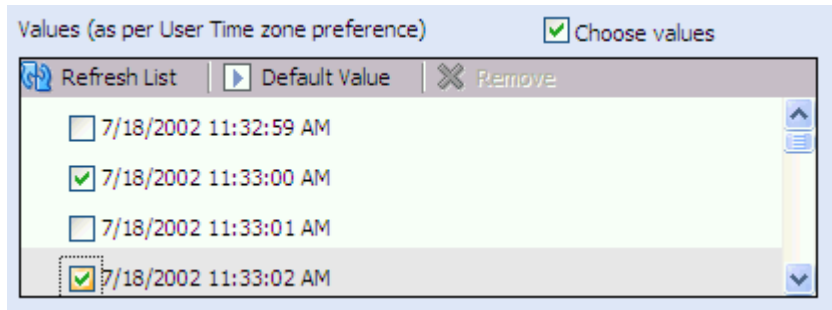 Values (as per User Time zone preference) Choose values
Refresh List Default Value Remove
7/18/2002 11:32:59 AM
7/18/2002 11:33:00 AM
7/18/2002 11:33:01 AM
7/18/2002 11:33:02 AM